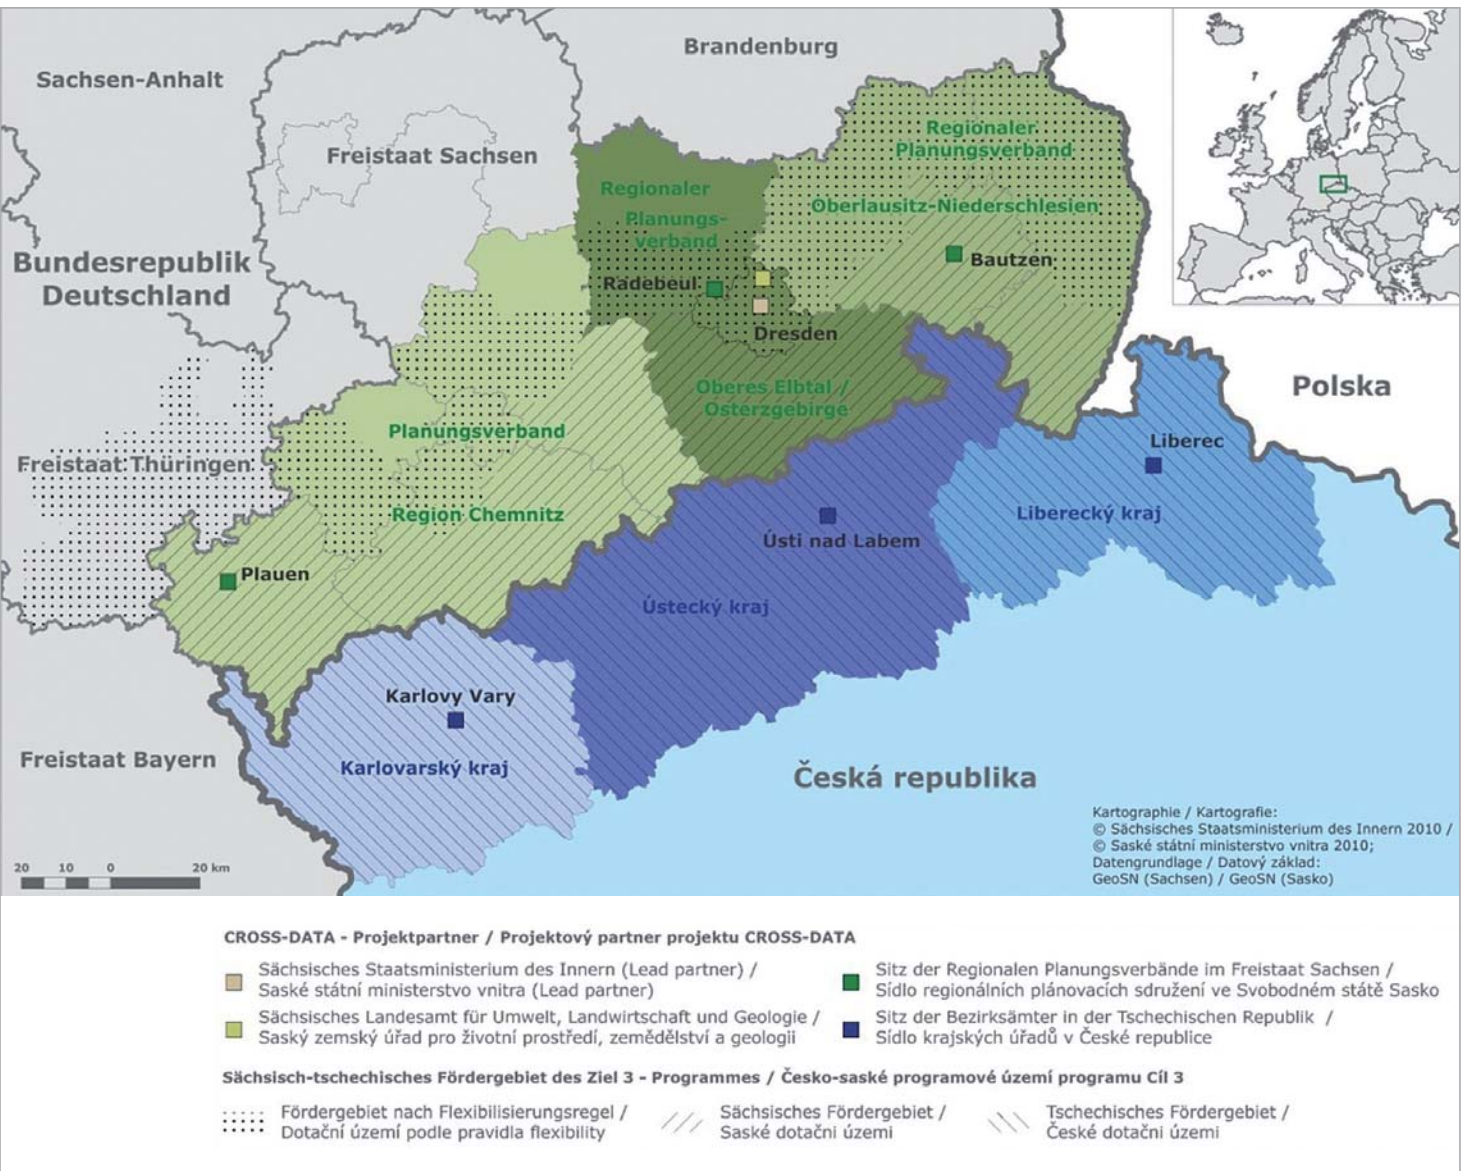 Sachsen-Anhalt
Brandenburg
Freistaat Sachsen
Bundesrepublik
Deutschland
Regionaler
Planungs-
verband
Regionaler
Planungsverband
Oberlausitz-Niederschlesien
Bautzen
Radebeul
Dresden
Oberes Elbtal /
Osterzgebirge
Polska
Planungsverband
Region Chemnitz
Freistaat Thüringen
Liberec
Liberecký kraj
Ústi nad Labem
Plauen
Ústecký kraj
Karlovy Vary
Karlovarský kraj
Freistaat Bayern
Česká republika
Kartographie / Kartografie:
© Sächsisches Staatsministerium des Innern 2010 /
© Saské státní ministerstvo vnitra 2010;
Datengrundlage / Datový základ:
GeoSN (Sachsen) / GeoSN (Sasko)
20 10 0 20 km
CROSS-DATA - Projektpartner / Projektový partner projektu CROSS-DATA
Sächsisches Staatsministerium des Innern (Lead partner) /
Saské státní ministerstvo vnitra (Lead partner)
Sächsisches Landesamt für Umwelt, Landwirtschaft und Geologie /
Saský zemský úřad pro životní prostředí, zemědělství a geologii
Sitz der Regionalen Planungsverbände im Freistaat Sachsen /
Sídlo regionálních plánovacích sdružení ve Svobodném státě Sasko
Sitz der Bezirksämter in der Tschechischen Republik /
Sídlo krajských úřadů v České republice
Sächsisch-tschechisches Fördergebiet des Ziel 3 - Programmes / Česko-saské programové území programu Cíl 3
Fördergebiet nach Flexibilisierungsregel /
Dotační území podle pravidla flexibility
Sächsisches Fördergebiet /
Saské dotačni území
Tschechisches Fördergebiet /
České dotačni území